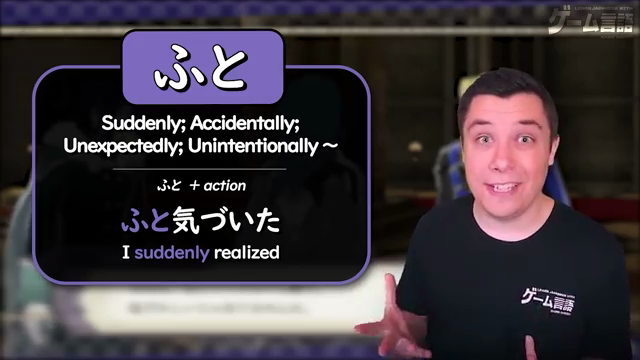 ゲーム言語
ふと
Suddenly; Accidentally;
Unexpectedly; Unintentionally ～
ふと + action
ふと気づいた
I suddenly realized
ゲーム言語